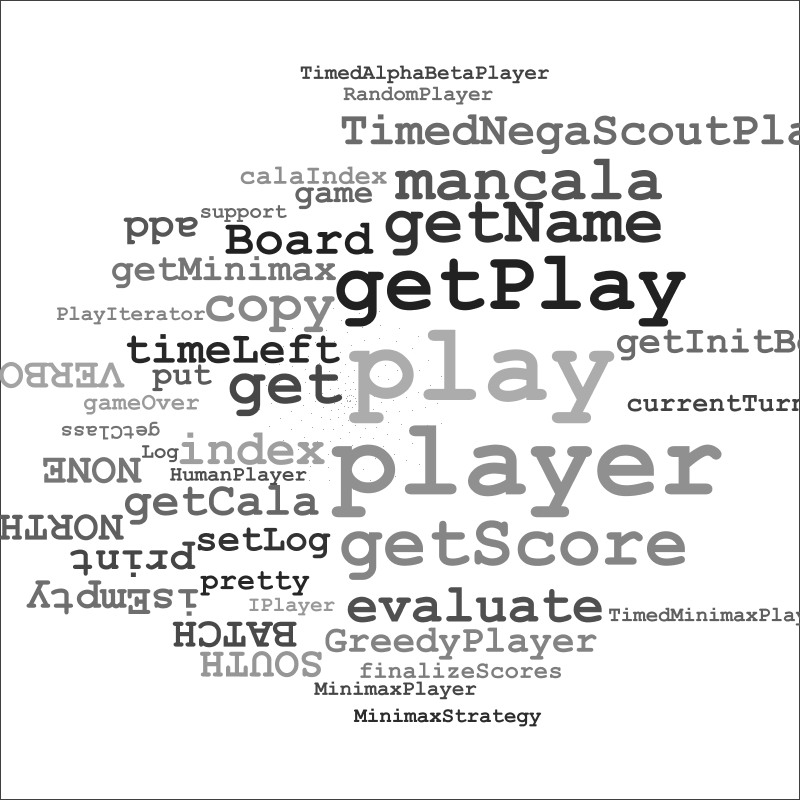 TimedAlphaBetaPlayer
RandomPlayer
TimedNegaScoutPla
calaIndex
game
mancala
support
add
Board
getName
getMinimax
getPlay
PlayIterator
copy
timeLeft
play
getInitB
VERBO
put
get
gameOver
currentTurn
getClass
Log
index
player
NONE
HumanPlayer
getCala
NORTH
setLog
getScore
print
pretty
isEmpty
IPlayer
evaluate
TimedMinimaxPlay
BATCH
GreedyPlayer
SOUTH
finalizeScores
MinimaxPlayer
MinimaxStrategy